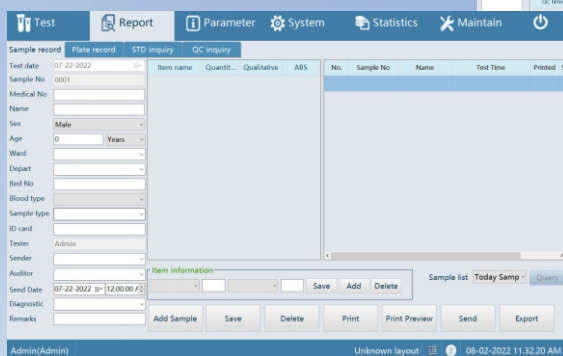 QC time
Test Report Parameter System Statistics Maintain
Sample record Plate record STD inquiry QC inquiry
Test date 07-22-2022
Sample No 0001
Medical No
Name
Sex Male
Age 0 Years
Ward
Depart
Bed No
Blood type
Sample type
ID card
Tester Admin
Sender
Auditor
Send Date 07-22-2022 12.00.00 A
Diagnostic
Remarks
Item name Quantit... Qualitative ABS
No. Sample No Name Test Time Printed
Item information
Save Add Delete
Sample list Today Samp Query
Add Sample Save Delete Print Print Preview Send Export
Admin(Admin) Unknown layout 08-02-2022 11.32.20 AM